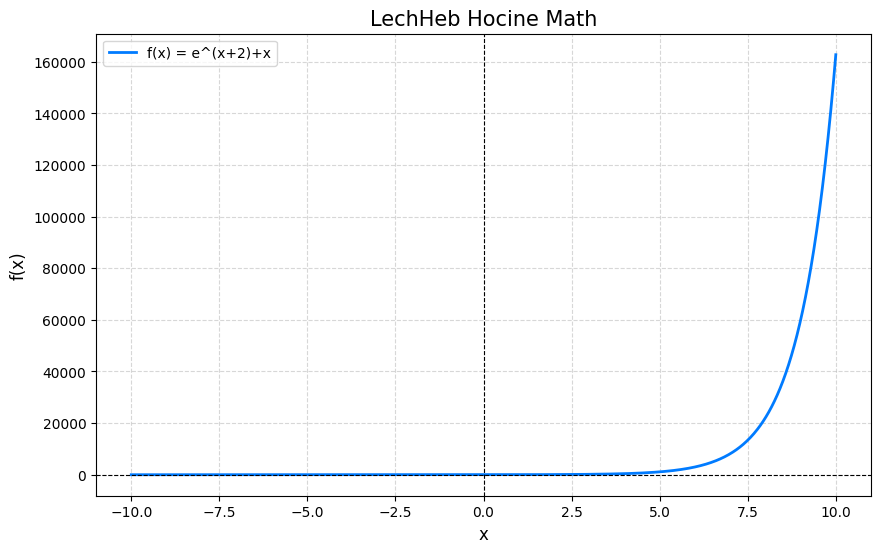 LechHeb Hocine Math
f(x) = e^(x+2)+x
160000
140000
120000
100000
80000
60000
40000
20000
0
f(x)
−10.0 −7.5 −5.0 −2.5 0.0 2.5 5.0 7.5 10.0
x